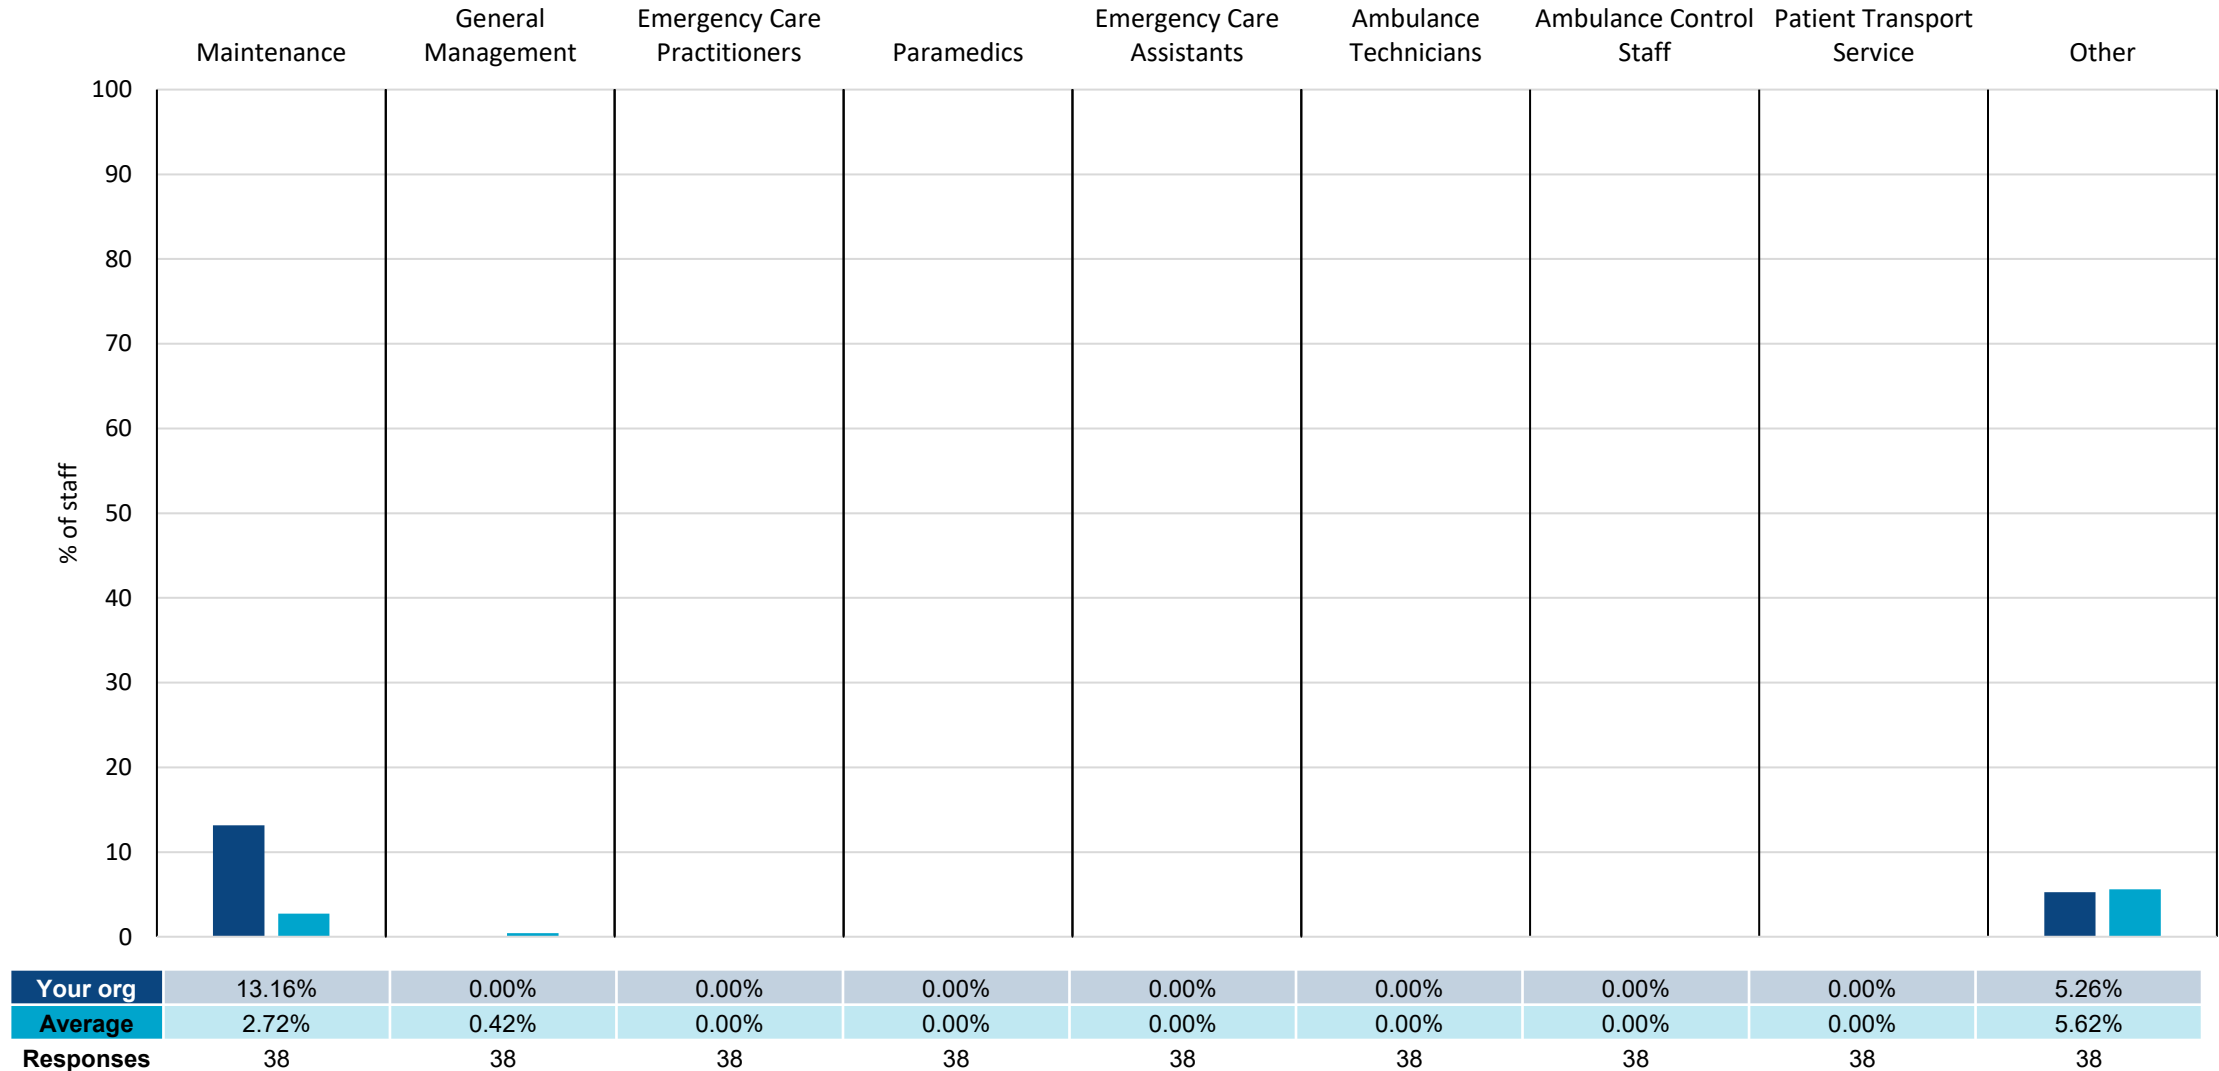 General Emergency Care Emergency Care Ambulance Ambulance Control Patient Transport
Maintenance Management Practitioners Paramedics Assistants Technicians Staff Service Other
100
90
80
70
60
50
40
30
20
10
0
% of staff
Your org 13.16% 0.00% 0.00% 0.00% 0.00% 0.00% 0.00% 0.00% 5.26%
Average 2.72% 0.42% 0.00% 0.00% 0.00% 0.00% 0.00% 0.00% 5.62%
Responses 38 38 38 38 38 38 38 38 38